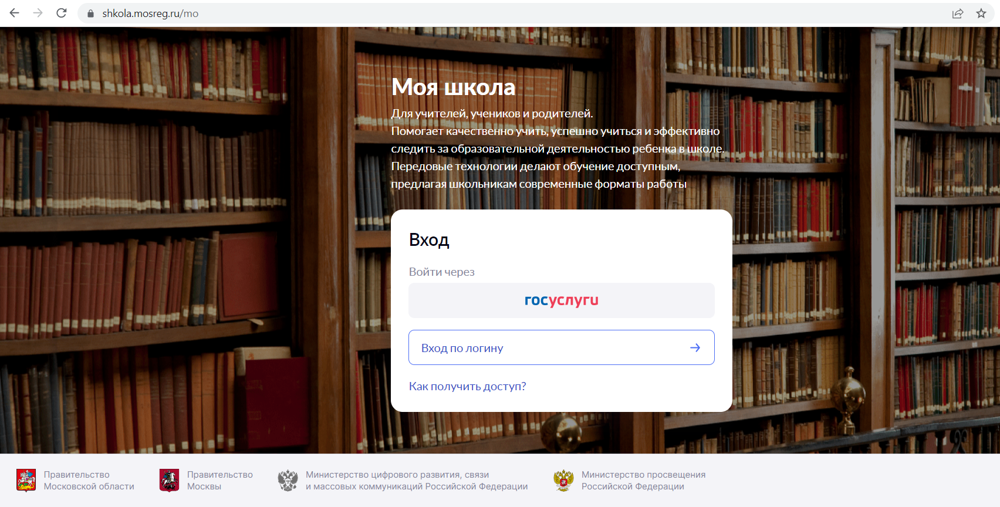 shkola.mosreg.ru/mo
Моя школа
Для учителей, учеников и родителей.
Помогает качественно учить, успешно учиться и эффективно
следить за образовательной деятельностью ребенка в школе.
Передовые технологии делают обучение доступным,
предлагая школьникам современные форматы работы
Вход
Войти через
госуслуги
Вход по логину
Как получить доступ?
Правительство
Московской области
Правительство
Москвы
Министерство цифрового развития, связи
и массовых коммуникаций Российской Федерации
Министерство просвещения
Российской Федерации